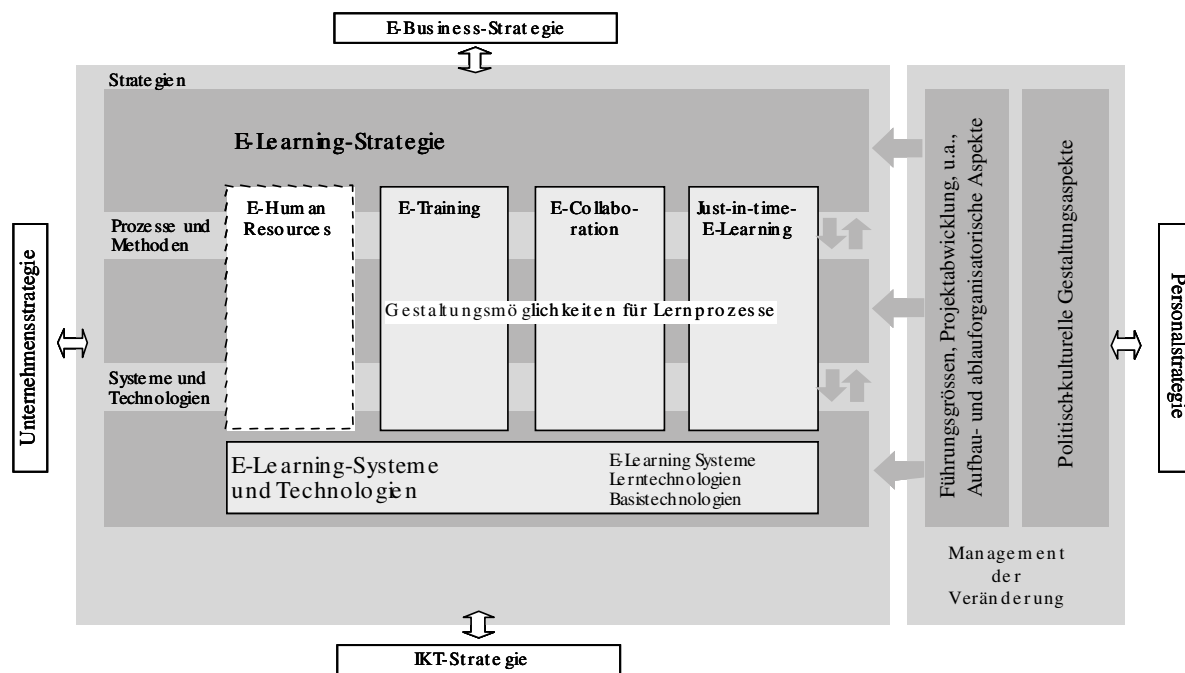 E-Business-Strategie
Strategien
E-Learning-Strategie
E-Human
Resources
E-Training
E-Collabo-
ration
Just-in-time-
E-Learning
Prozesse und
Methoden
Gestaltungsmöglichkeiten für Lernprozesse
Systeme und
Technologien
E-Learning-Systeme
und Technologien
E-Learning Systeme
Lerntechnologien
Basistechnologien
Unternehmensstrategie
Führungsgrössen, Projektabwicklung, u.a.,
Aufbau- und ablauforganisatorische Aspekte
Politisch-kulturelle Gestaltungsaspekte
Management
der
Veränderung
Personalstrategie
IKT-Strategie